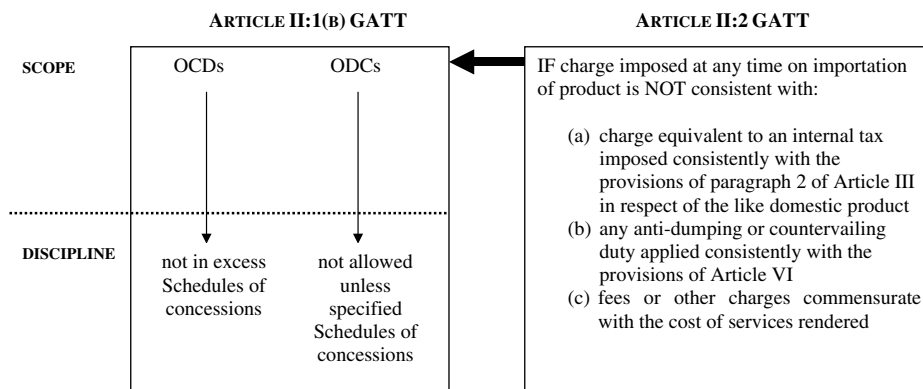 ARTICLE II:1(B) GATT
ARTICLE II:2 GATT
SCOPE
OCDs
ODCs
DISCIPLINE
not in excess
Schedules of
concessions
not allowed
unless
specified
Schedules of
concessions
IF charge imposed at any time on importation
of product is NOT consistent with:
(a) charge equivalent to an internal tax
imposed consistently with the
provisions of paragraph 2 of Article III
in respect of the like domestic product
(b) any anti-dumping or countervailing
duty applied consistently with the
provisions of Article VI
(c) fees or other charges commensurate
with the cost of services rendered